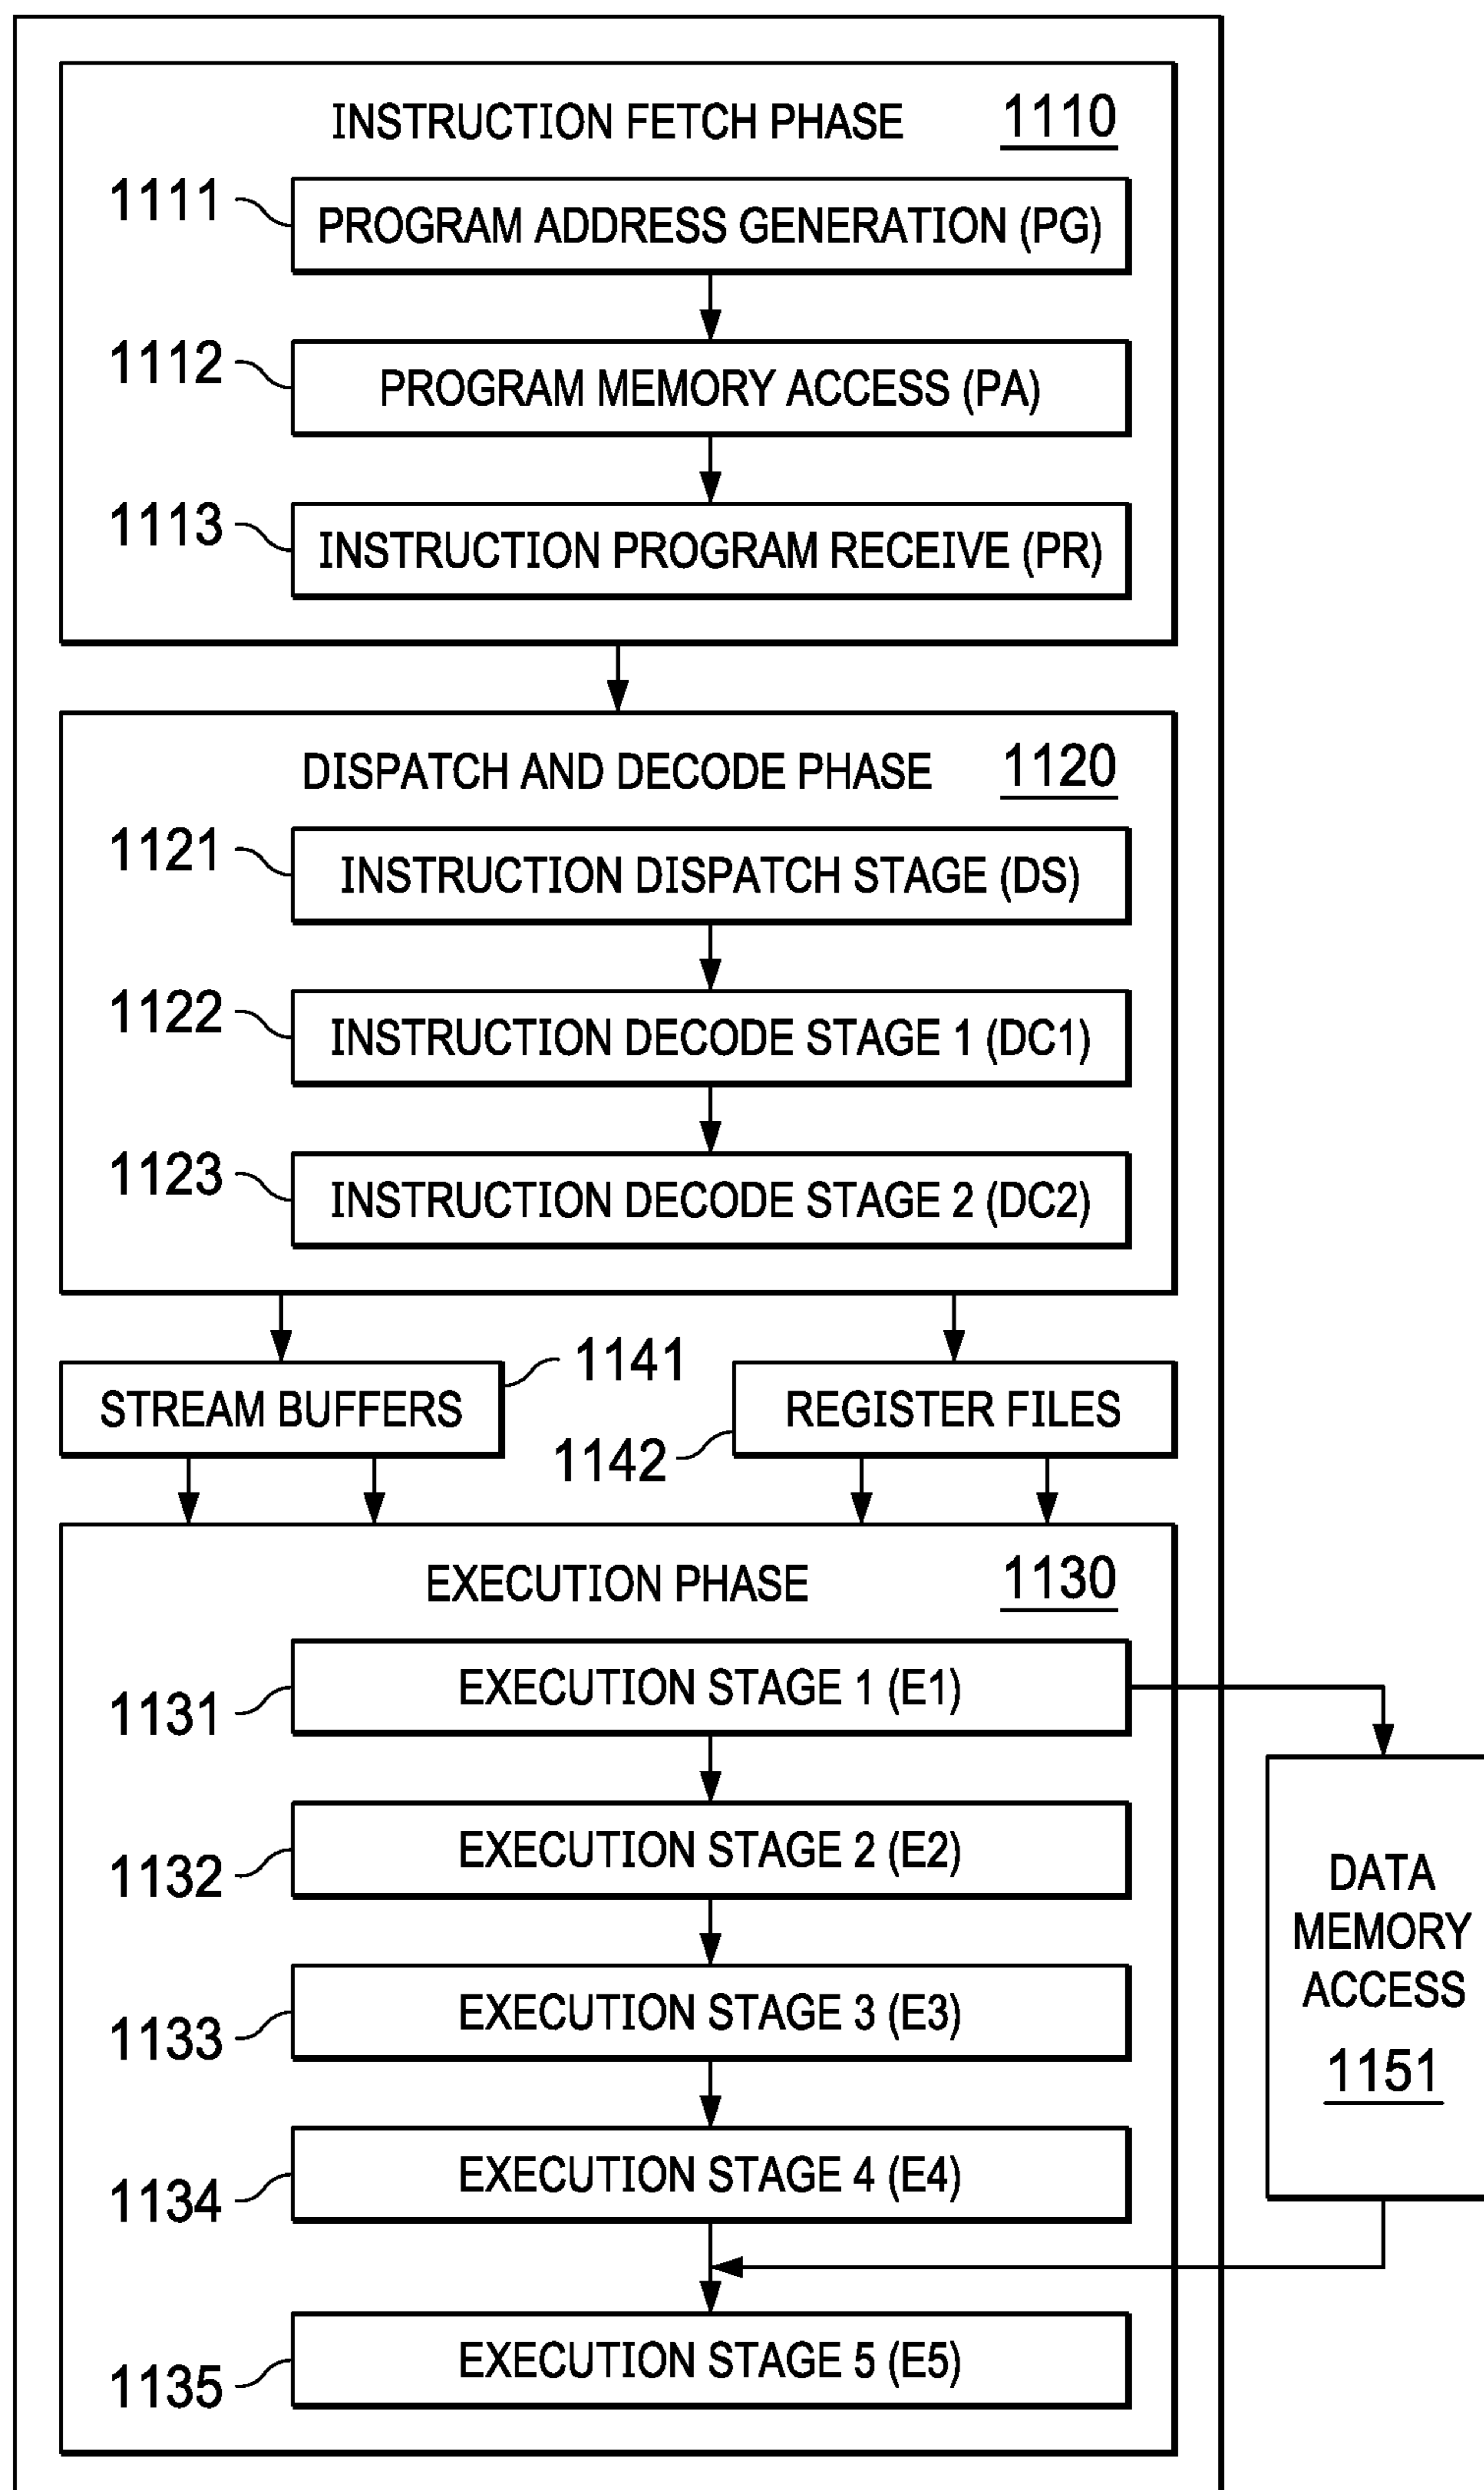 INSTRUCTION FETCH PHASE 1110
1111 PROGRAM ADDRESS GENERATION (PG)
1112 PROGRAM MEMORY ACCESS (PA)
1113 INSTRUCTION PROGRAM RECEIVE (PR)
DISPATCH AND DECODE PHASE 1120
1121 INSTRUCTION DISPATCH STAGE (DS)
1122 INSTRUCTION DECODE STAGE 1 (DC1)
1123 INSTRUCTION DECODE STAGE 2 (DC2)
STREAM BUFFERS 1141
1142 REGISTER FILES
EXECUTION PHASE 1130
1131 EXECUTION STAGE 1 (E1)
1132 EXECUTION STAGE 2 (E2)
1133 EXECUTION STAGE 3 (E3)
1134 EXECUTION STAGE 4 (E4)
1135 EXECUTION STAGE 5 (E5)
DATA
MEMORY
ACCESS
1151